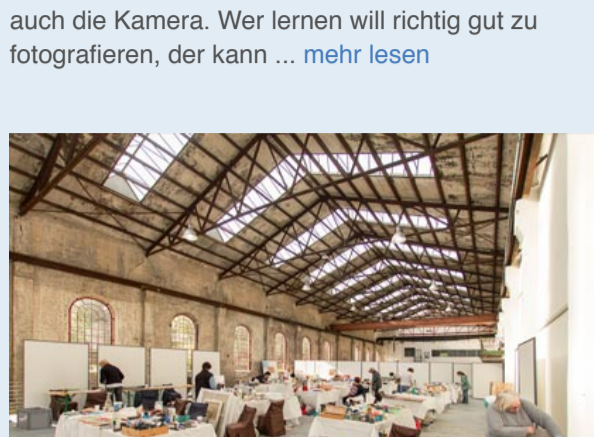 auch die Kamera. Wer lernen will richtig gut zu
fotografieren, der kann ... mehr lesen